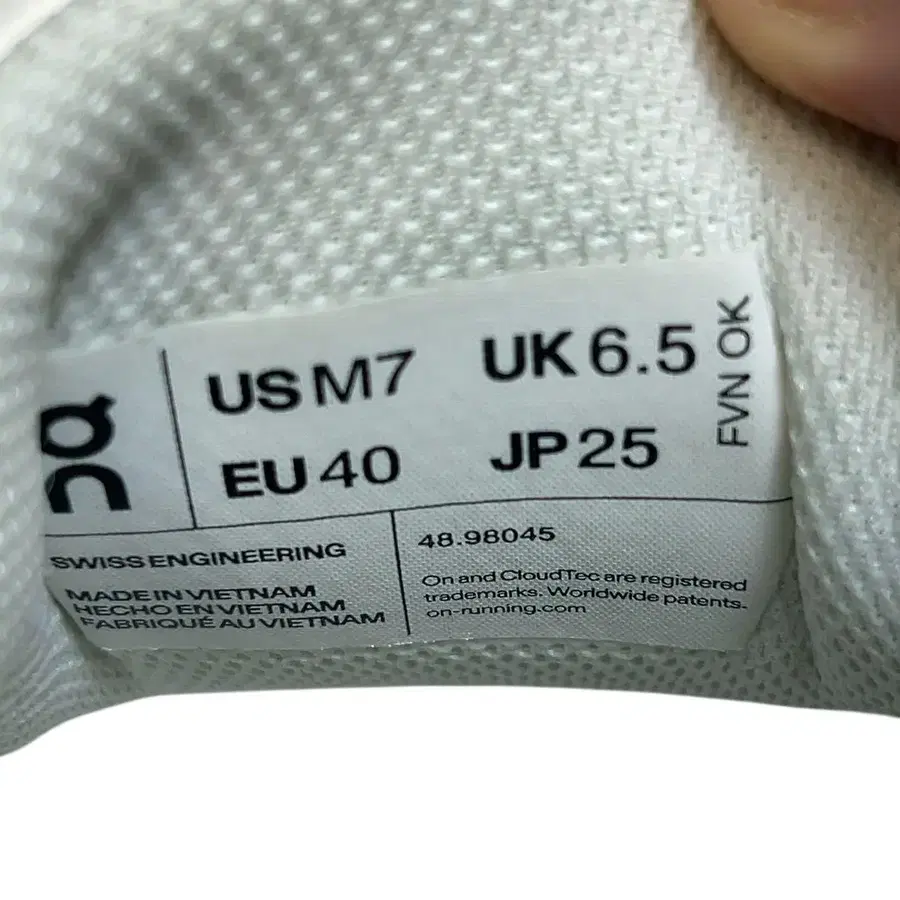 On
US M7 UK 6.5
EU 40 JP 25
FVN OK
SWISS ENGINEERING
MADE IN VIETNAM
HECHO EN VIETNAM
FABRIQUÉ AU VIETNAM
48.98045
On and CloudTec are registered
trademarks. Worldwide patents.
on-running.com